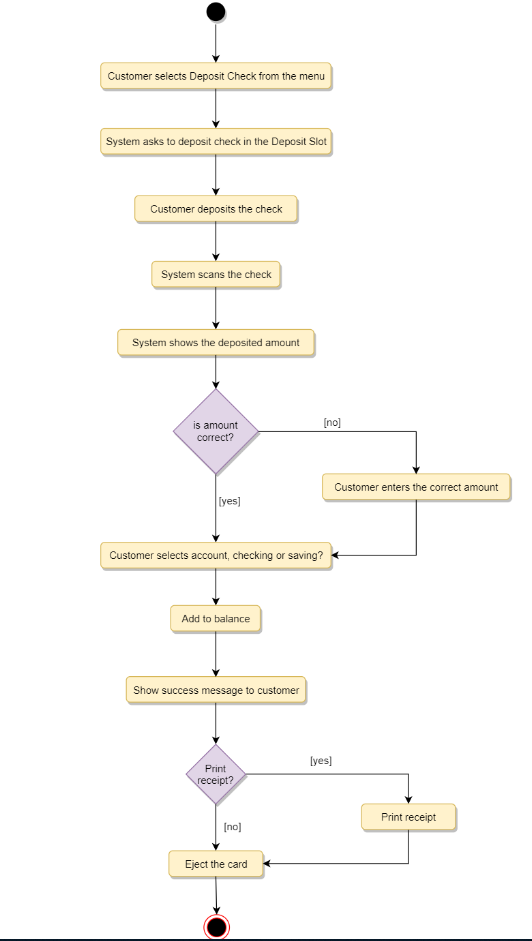 Customer selects Deposit Check from the menu
System asks to deposit check in the Deposit Slot
Customer deposits the check
System scans the check
System shows the deposited amount
is amount
correct?
[no]
Customer enters the correct amount
[yes]
Customer selects account, checking or saving?
Add to balance
Show success message to customer
Print
receipt?
[yes]
Print receipt
[no]
Eject the card